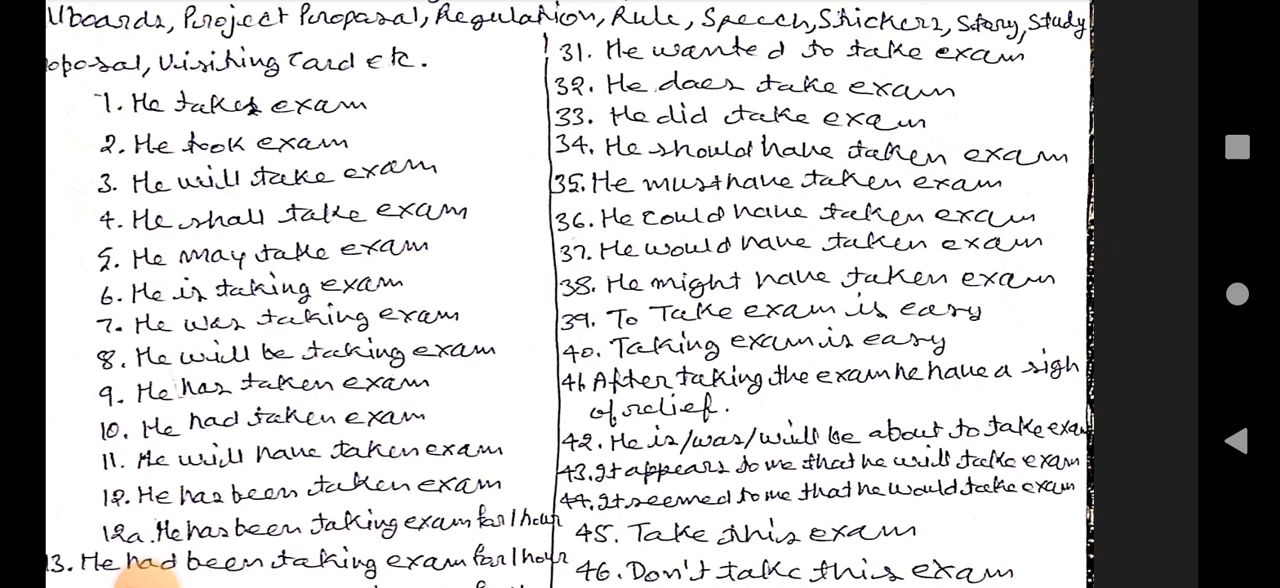 Uboards, Project Proposal, Regulation, Rule, Speech, Stickers, Story, Study
oposal, Visiting Card etc.
1. He takes exam
2. He took exam
3. He will take exam
4. He shall take exam
5. He may take exam
6. He is taking exam
7. He was taking exam
8. He will be taking exam
9. He has taken exam
10. He had taken exam
11. He will have taken exam
12. He has been taken exam
12a. He has been taking exam for 1 hour
13. He had been taking exam for 1 hour
31. He wanted to take exam
32. He does take exam
33. He did take exam
34. He should have taken exam
35. He must have taken exam
36. He could have taken exam
37. He would have taken exam
38. He might have taken exam
39. To Take exam is easy
40. Taking exam is easy
41. After taking the exam he have a sigh
of relief.
42. He is/was/will be about to take exam
43. It appears to me that he will take exam
44. It seemed to me that he would take exam
45. Take this exam
46. Don't take this exam